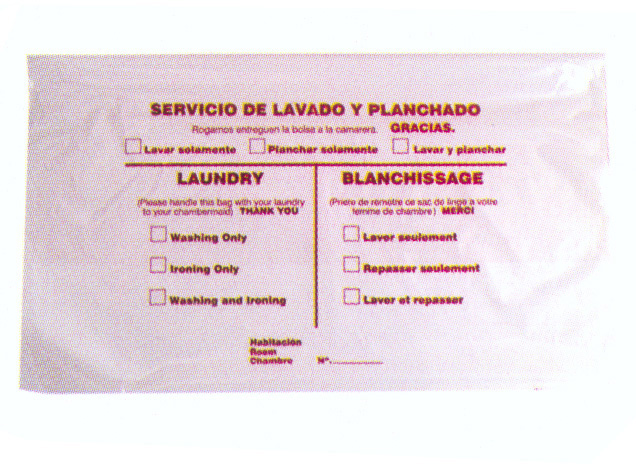 SERVICIO DE LAVADO Y PLANCHADO
Rogamos entreguen la bolsa a la camarera. GRACIAS.
Lavar solamente Planchar solamente Lavar y planchar
LAUNDRY
(Please handle this bag with your laundry
to your chambermaid) THANK YOU
Washing Only
Ironing Only
Washing and Ironing
BLANCHISSAGE
(Priere de remetre ce sac de linge a votre
femme de chambre) MERCI
Laver seulement
Repasser seulement
Laver et repasser
Habitación
Room
Chambre Nº.